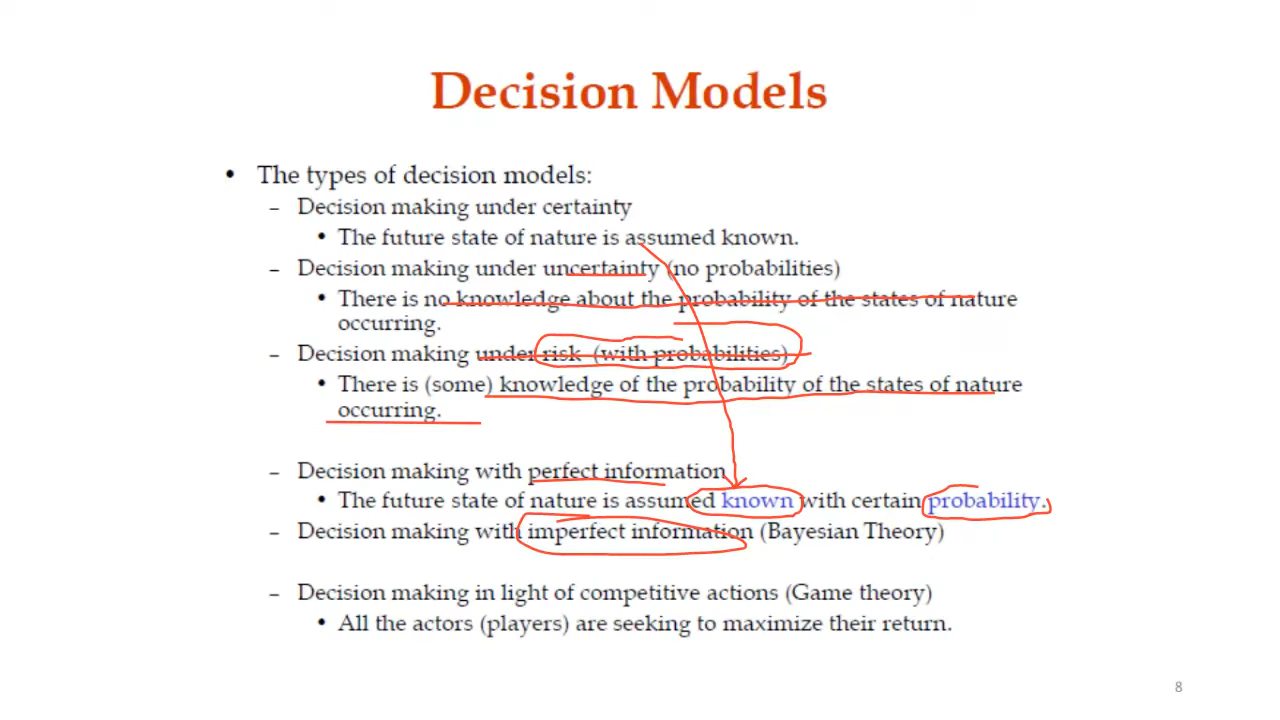 Decision Models
• The types of decision models:
– Decision making under certainty
• The future state of nature is assumed known.
– Decision making under uncertainty (no probabilities)
• There is no knowledge about the probability of the states of nature
occurring.
– Decision making under risk (with probabilities)
• There is (some) knowledge of the probability of the states of nature
occurring.
– Decision making with perfect information
• The future state of nature is assumed known with certain probability.
– Decision making with imperfect information (Bayesian Theory)
– Decision making in light of competitive actions (Game theory)
• All the actors (players) are seeking to maximize their return.
8